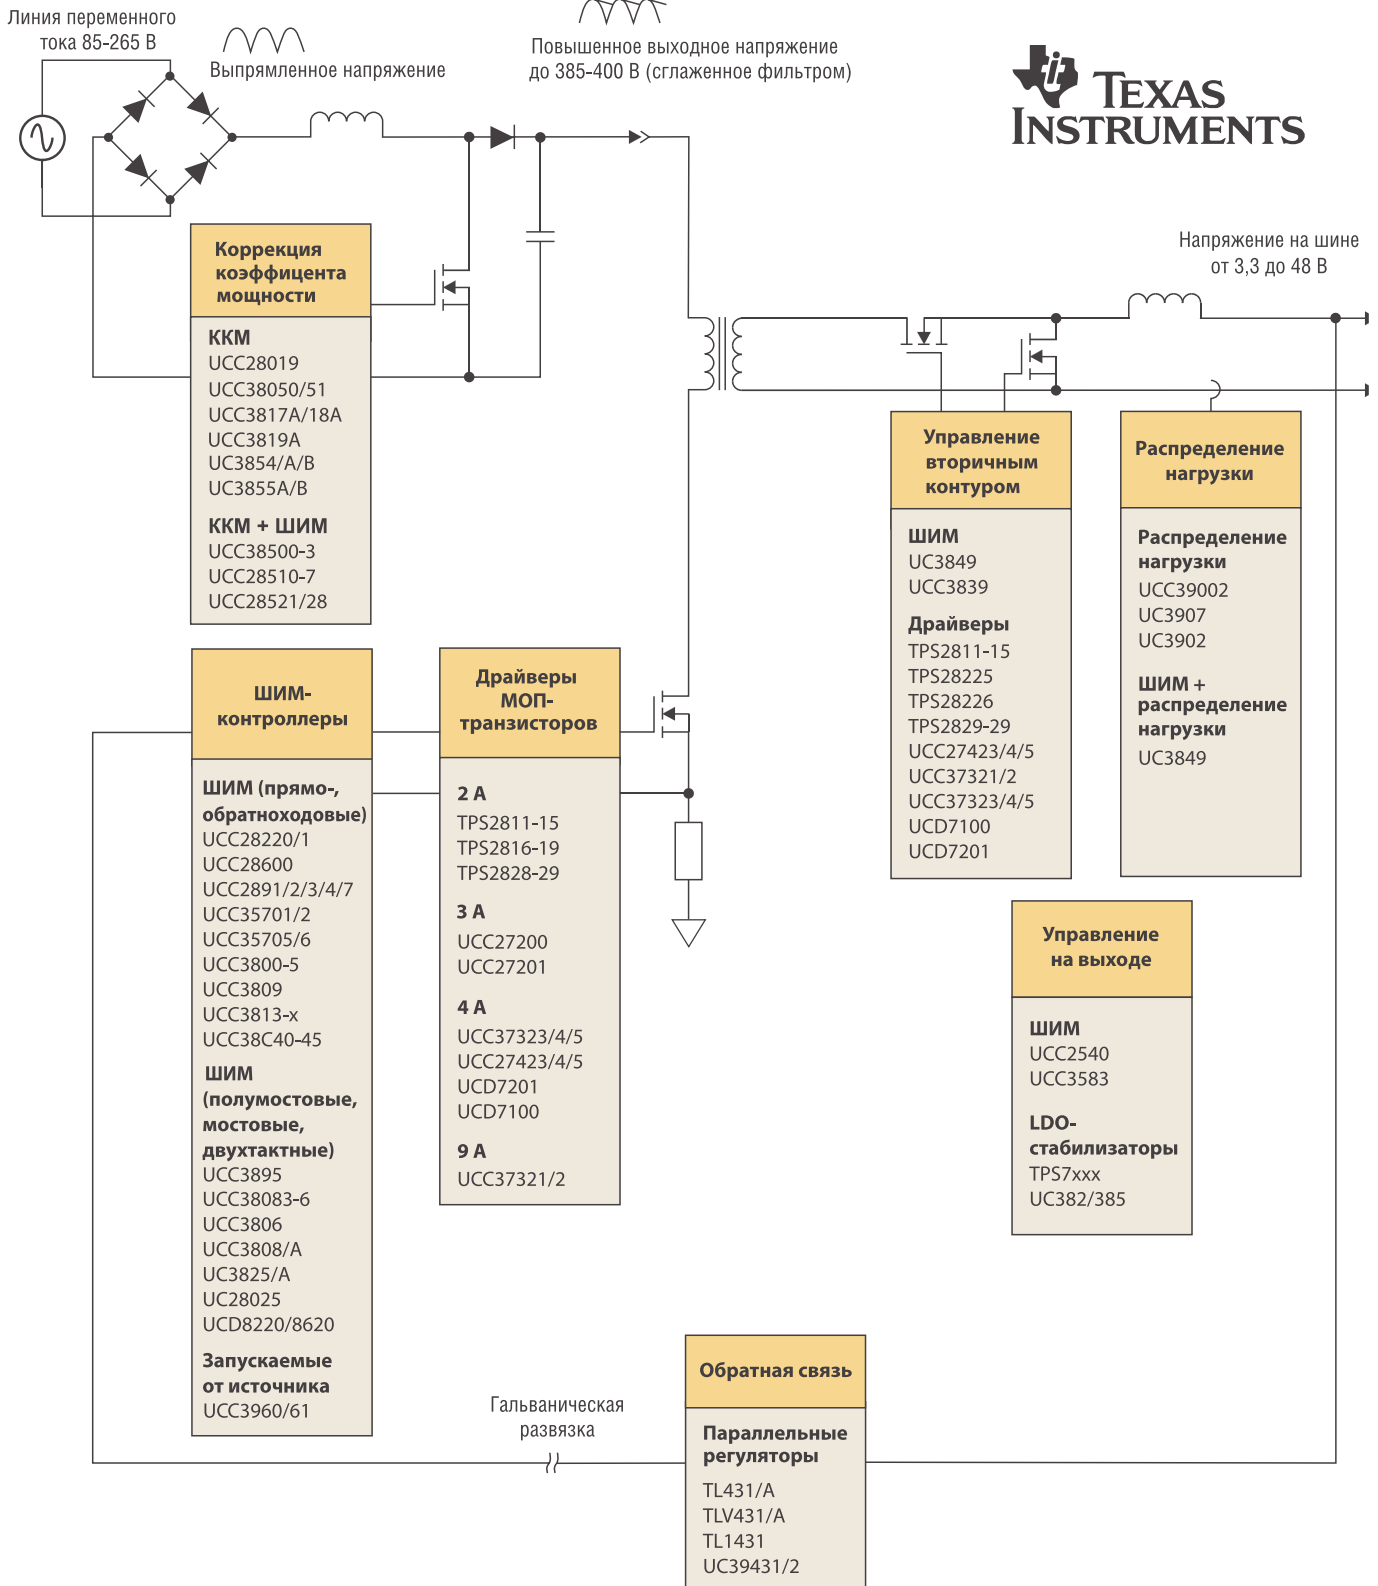 Линия переменного
тока 85-265 В
Выпрямленное напряжение
Повышенное выходное напряжение
до 385-400 В (сглаженное фильтром)
TEXAS
INSTRUMENTS
Напряжение на шине
от 3,3 до 48 В
Коррекция
коэффицента
мощности
ККМ
UCC28019
UCC38050/51
UCC3817A/18A
UCC3819A
UC3854/A/B
UC3855A/B
ККМ + ШИМ
UCC38500-3
UCC28510-7
UCC28521/28
Управление
вторичным
контуром
ШИМ
UC3849
UCC3839
Драйверы
TPS2811-15
TPS28225
TPS28226
TPS2829-29
UCC27423/4/5
UCC37321/2
UCC37323/4/5
UCD7100
UCD7201
Распределение
нагрузки
Распределение
нагрузки
UCC39002
UC3907
UC3902
ШИМ +
распределение
нагрузки
UC3849
ШИМ-
контроллеры
ШИМ (прямо-,
обратноходовые)
UCC28220/1
UCC28600
UCC2891/2/3/4/7
UCC35701/2
UCC35705/6
UCC3800-5
UCC3809
UCC3813-x
UCC38C40-45
ШИМ
(полумостовые,
мостовые,
двухтактные)
UCC3895
UCC38083-6
UCC3806
UCC3808/A
UC3825/A
UC28025
UCD8220/8620
Запускаемые
от источника
UCC3960/61
Драйверы
МОП-
транзисторов
2 А
TPS2811-15
TPS2816-19
TPS2828-29
3 А
UCC27200
UCC27201
4 А
UCC37323/4/5
UCC27423/4/5
UCD7201
UCD7100
9 А
UCC37321/2
Управление
на выходе
ШИМ
UCC2540
UCC3583
LDO-
стабилизаторы
TPS7xxx
UC382/385
Гальваническая
развязка
Обратная связь
Параллельные
регуляторы
TL431/A
TLV431/A
TL1431
UC39431/2